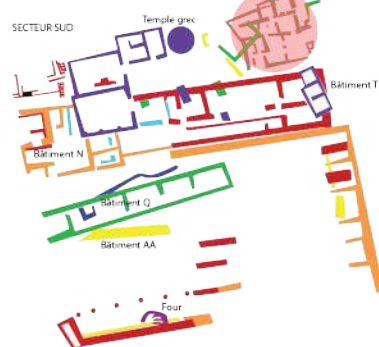 Temple grec
SECTEUR SUD
Bâtiment T
Bâtiment N
Bâtiment Q
Bâtiment AA
Four